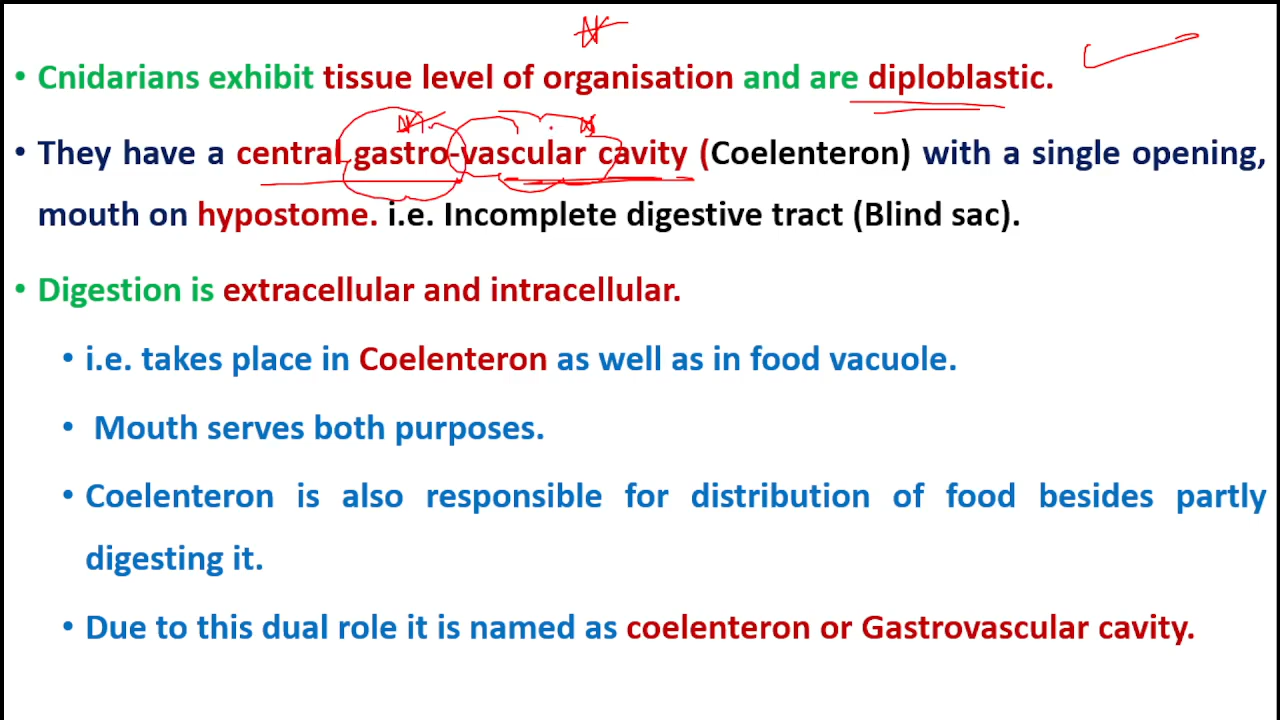 • Cnidarians exhibit tissue level of organisation and are diploblastic.
• They have a central gastro-vascular cavity (Coelenteron) with a single opening,
mouth on hypostome. i.e. Incomplete digestive tract (Blind sac).
• Digestion is extracellular and intracellular.
• i.e. takes place in Coelenteron as well as in food vacuole.
• Mouth serves both purposes.
• Coelenteron is also responsible for distribution of food besides partly
digesting it.
• Due to this dual role it is named as coelenteron or Gastrovascular cavity.